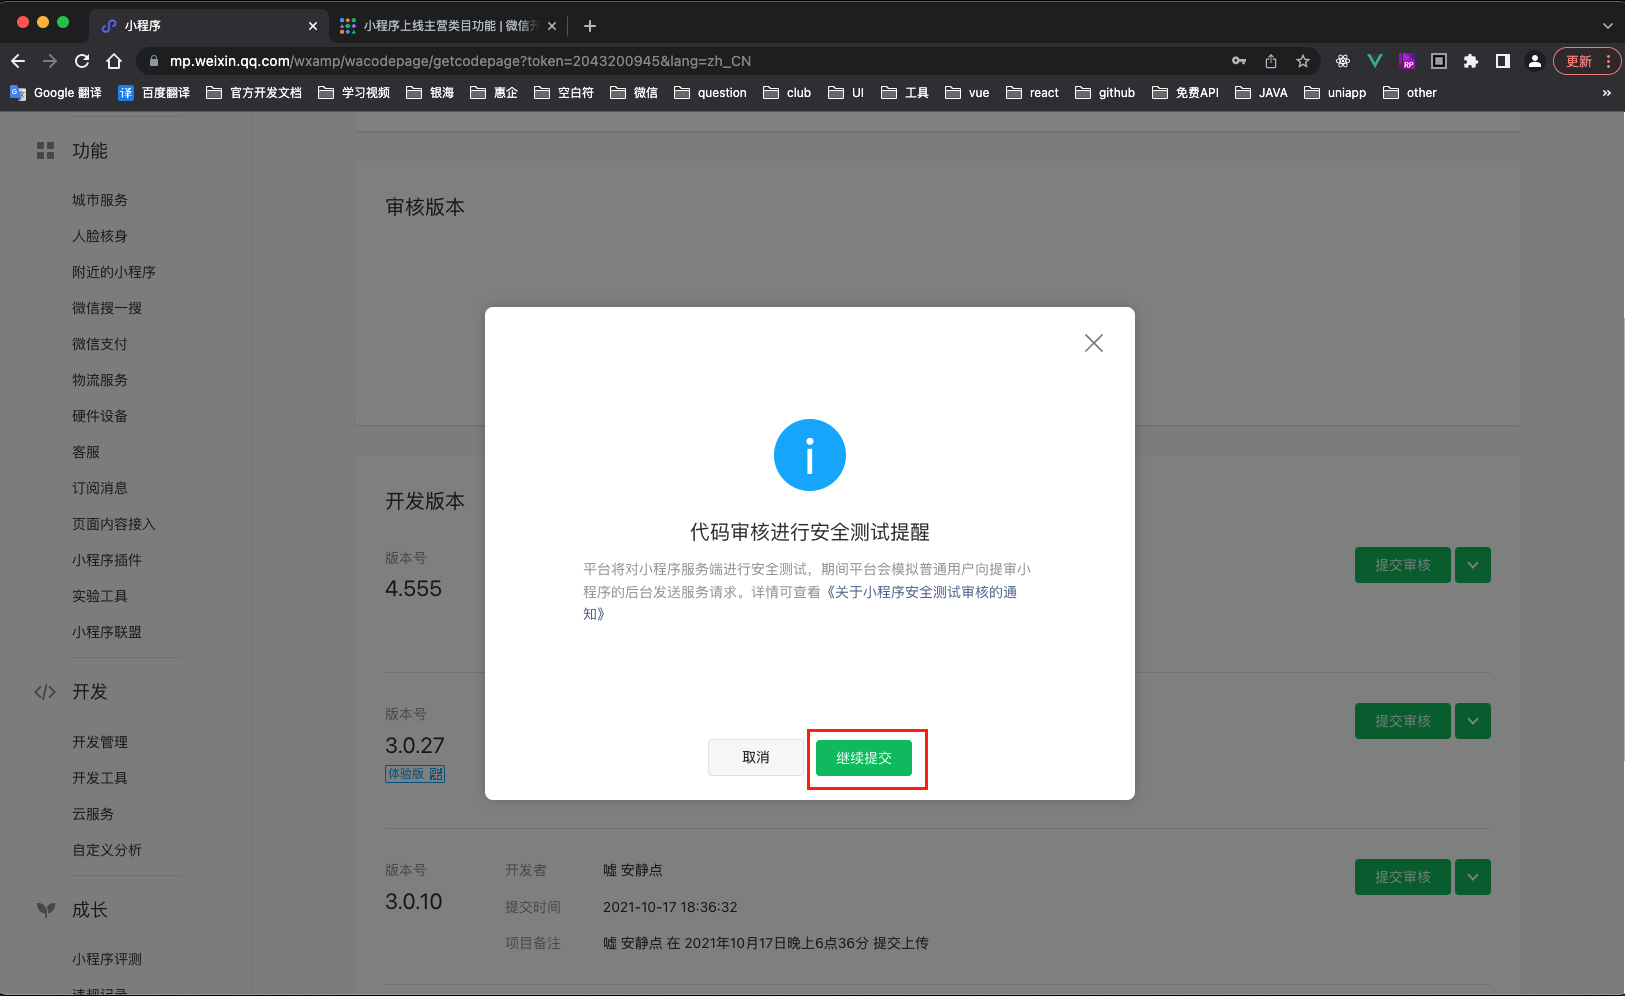 小程序
小程序上线主营类目功能 | 微信开
mp.weixin.qq.com/wxamp/wacodepage/getcodepage?token=2043200945&lang=zh_CN
更新
Google 翻译
译 百度翻译
官方开发文档
学习视频
银海
惠企
空白符
微信
question
club
UI
工具
vue
react
github
免费API
JAVA
uniapp
other
»
功能
城市服务
人脸核身
附近的小程序
微信搜一搜
微信支付
物流服务
硬件设备
客服
订阅消息
页面内容接入
小程序插件
实验工具
小程序联盟
开发
开发管理
开发工具
云服务
自定义分析
成长
小程序评测
违规记录
审核版本
开发版本
版本号
4.555
提交审核
版本号
3.0.27
体验版
提交审核
版本号
3.0.10
开发者 嘘 安静点
提交时间 2021-10-17 18:36:32
项目备注 嘘 安静点 在 2021年10月17日晚上6点36分 提交上传
提交审核
代码审核进行安全测试提醒
平台将对小程序服务端进行安全测试，期间平台会模拟普通用户向提审小
程序的后台发送服务请求。详情可查看《关于小程序安全测试审核的通
知》
取消
继续提交